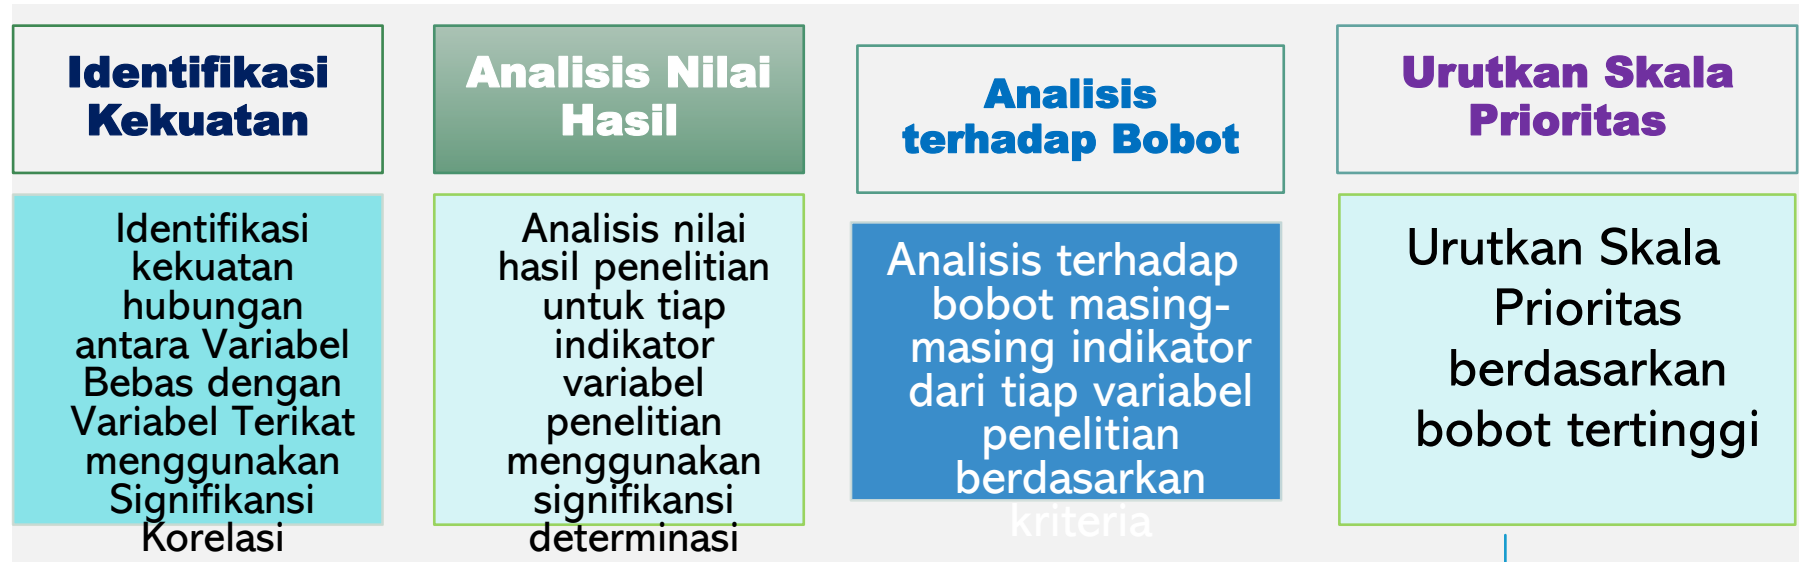 Identifikasi
Kekuatan
Identifikasi
kekuatan
hubungan
antara Variabel
Bebas dengan
Variabel Terikat
menggunakan
Signifikansi
Korelasi
Analisis Nilai
Hasil
Analisis nilai
hasil penelitian
untuk tiap
indikator
variabel
penelitian
menggunakan
signifikansi
determinasi
Analisis
terhadap Bobot
Analisis terhadap
bobot masing-
masing indikator
dari tiap variabel
penelitian
berdasarkan
kriteria
Urutkan Skala
Prioritas
Urutkan Skala
Prioritas
berdasarkan
bobot tertinggi